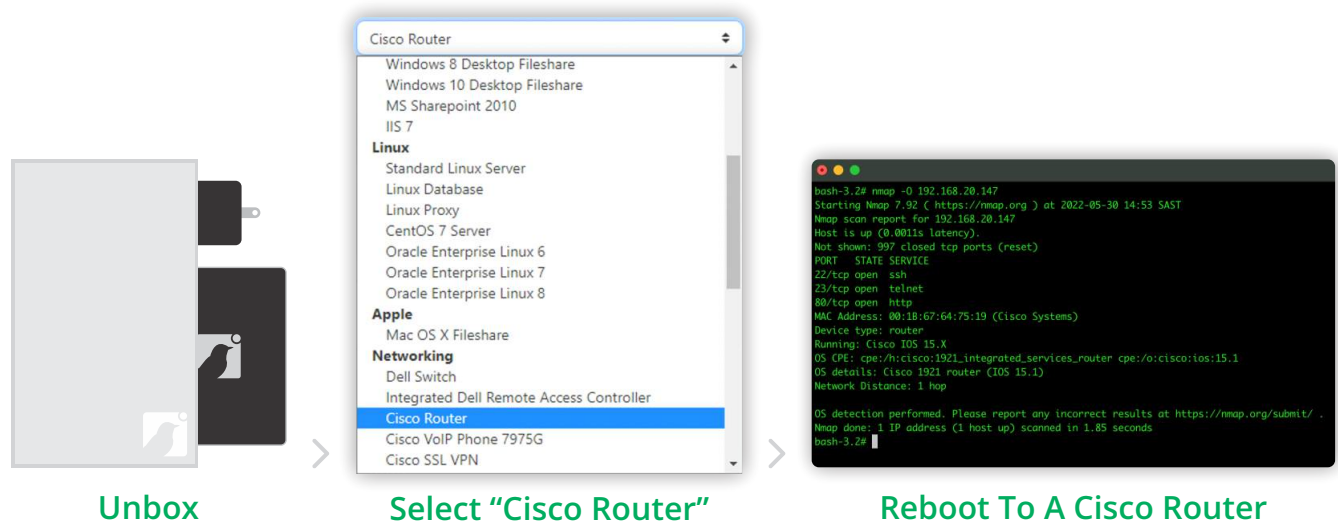 Cisco Router
Windows 8 Desktop Fileshare
Windows 10 Desktop Fileshare
MS Sharepoint 2010
IIS 7
Linux
Standard Linux Server
Linux Database
Linux Proxy
CentOS 7 Server
Oracle Enterprise Linux 6
Oracle Enterprise Linux 7
Oracle Enterprise Linux 8
Apple
Mac OS X Fileshare
Networking
Dell Switch
Integrated Dell Remote Access Controller
Cisco Router
Cisco VoIP Phone 7975G
Cisco SSL VPN
bash-3.2# nmap -O 192.168.20.147
Starting Nmap 7.92 ( https://nmap.org ) at 2022-05-30 14:53 SAST
Nmap scan report for 192.168.20.147
Host is up (0.0011s latency).
Not shown: 997 closed tcp ports (reset)
PORT   STATE SERVICE
22/tcp open  ssh
23/tcp open  telnet
80/tcp open  http
MAC Address: 00:1B:67:64:75:19 (Cisco Systems)
Device type: router
Running: Cisco IOS 15.X
OS CPE: cpe:/h:cisco:1921_integrated_services_router cpe:/o:cisco:ios:15.1
OS details: Cisco 1921 router (IOS 15.1)
Network Distance: 1 hop
OS detection performed. Please report any incorrect results at https://nmap.org/submit/ .
Nmap done: 1 IP address (1 host up) scanned in 1.85 seconds
bash-3.2#
Unbox
Select “Cisco Router”
Reboot To A Cisco Router